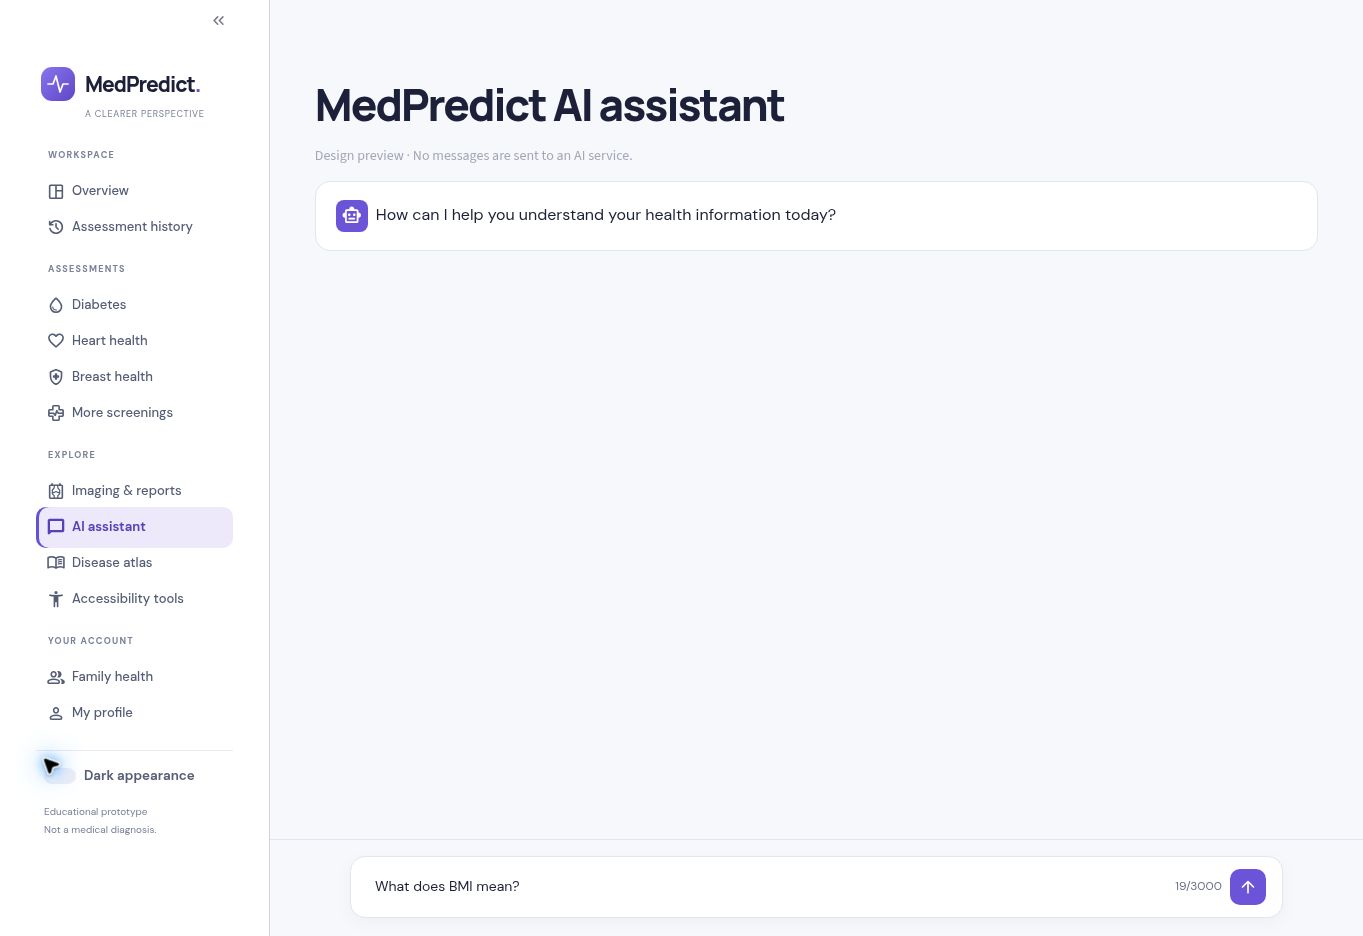 MedPredict.
A CLEARER PERSPECTIVE
WORKSPACE
Overview
Assessment history
ASSESSMENTS
Diabetes
Heart health
Breast health
More screenings
EXPLORE
Imaging & reports
AI assistant
Disease atlas
Accessibility tools
YOUR ACCOUNT
Family health
My profile
Dark appearance
Educational prototype
Not a medical diagnosis.
MedPredict AI assistant
Design preview · No messages are sent to an AI service.
How can I help you understand your health information today?
What does BMI mean?
19/3000